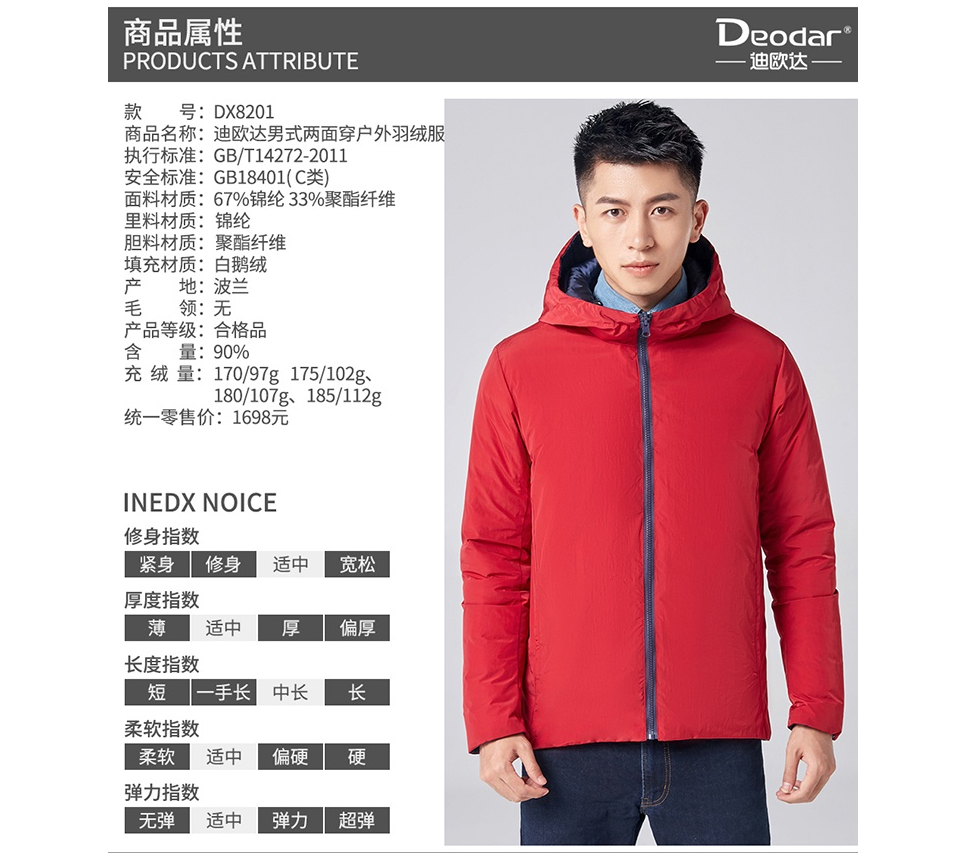 商品属性
PRODUCTS ATTRIBUTE
Deodar®
迪欧达
款 号：DX8201
商品名称：迪欧达男式两面穿户外羽绒服
执行标准：GB/T14272-2011
安全标准：GB18401( C类)
面料材质：67%锦纶 33%聚酯纤维
里料材质：锦纶
胆料材质：聚酯纤维
填充材质：白鹅绒
产 地：波兰
毛 领：无
产品等级：合格品
含 量：90%
充 绒 量：170/97g 175/102g、
180/107g、185/112g
统一零售价：1698元
INEDX NOICE
修身指数
紧身 修身 适中 宽松
厚度指数
薄 适中 厚 偏厚
长度指数
短 一手长 中长 长
柔软指数
柔软 适中 偏硬 硬
弹力指数
无弹 适中 弹力 超弹